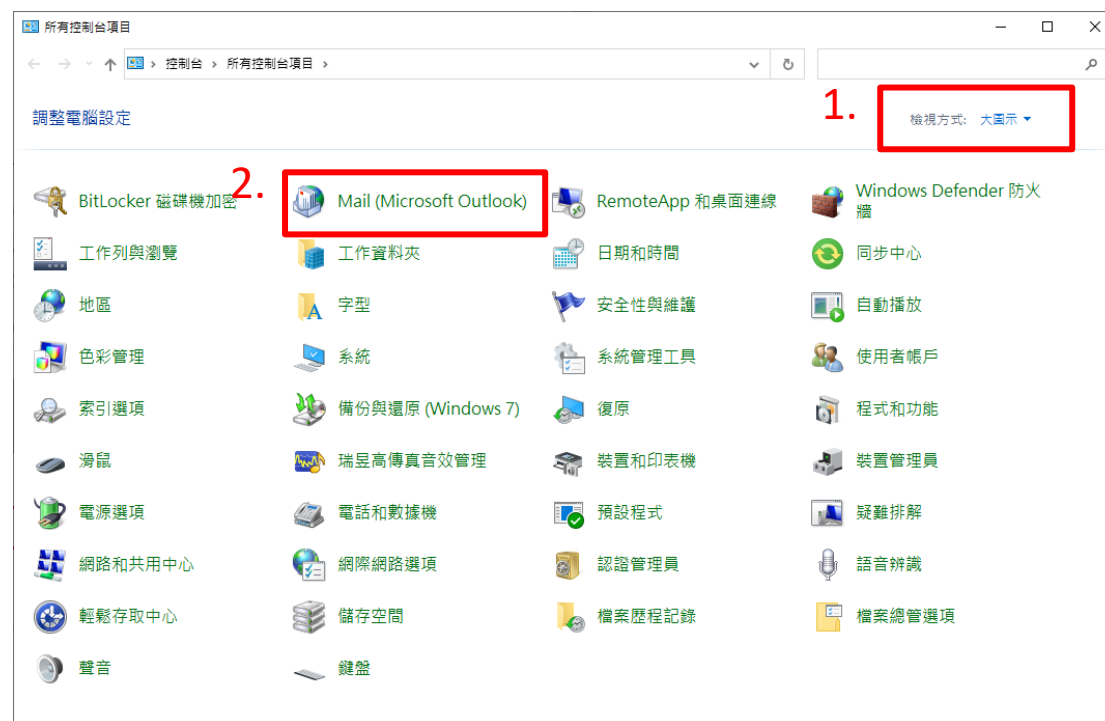 所有控制台項目
控制台 › 所有控制台項目 ›
調整電腦設定
1.
檢視方式: 大圖示
2.
BitLocker 磁碟機加密
Mail (Microsoft Outlook)
RemoteApp 和桌面連線
Windows Defender 防火
牆
工作列與瀏覽
工作資料夾
日期和時間
同步中心
地區
字型
安全性與維護
自動播放
色彩管理
系統
系統管理工具
使用者帳戶
索引選項
備份與還原 (Windows 7)
復原
程式和功能
滑鼠
瑞昱高傳真音效管理
裝置和印表機
裝置管理員
電源選項
電話和數據機
預設程式
疑難排解
網路和共用中心
網際網路選項
認證管理員
語音辨識
輕鬆存取中心
儲存空間
檔案歷程記錄
檔案總管選項
聲音
鍵盤